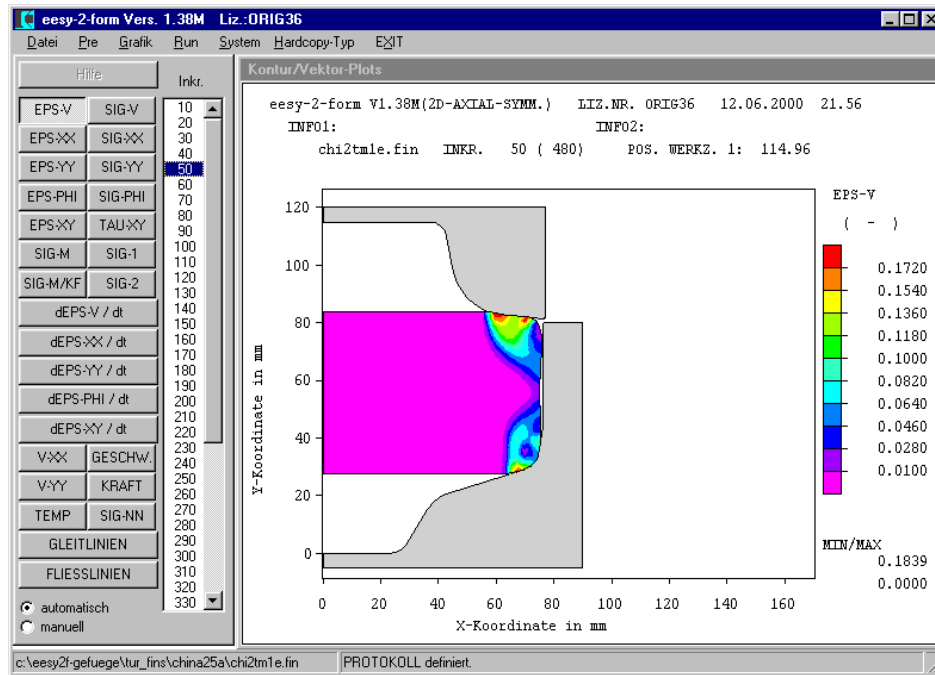 eesy-2-form Vers. 1.38M Liz.:ORIG36
Datei Pre Grafik Run System Hardcopy-Typ EXIT
Hilfe
Inkr.
EPS-V SIG-V
EPS-XX SIG-XX
EPS-YY SIG-YY
EPS-PHI SIG-PHI
EPS-XY TAU-XY
SIG-M SIG-1
SIG-M/KF SIG-2
dEPS-V / dt
dEPS-XX / dt
dEPS-YY / dt
dEPS-PHI / dt
dEPS-XY / dt
V-XX GESCHW.
V-YY KRAFT
TEMP SIG-NN
GLEITLINIEN
FLIESSLINIEN
automatisch
manuell
10
20
30
40
50
60
70
80
90
100
110
120
130
140
150
160
170
180
190
200
210
220
230
240
250
260
270
280
290
300
310
320
330
Kontur/Vektor-Plots
eesy-2-form V1.38M(2D-AXIAL-SYMM.) LIZ.NR. ORIG36 12.06.2000 21.56
INFO1: INFO2:
chi2tm1e.fin INKR. 50 ( 480) POS. WERKZ. 1: 114.96
Y-Koordinate in mm
120
100
80
60
40
20
0
0 20 40 60 80 100 120 140 160
X-Koordinate in mm
EPS-V
( - )
0.1720
0.1540
0.1360
0.1180
0.1000
0.0820
0.0640
0.0460
0.0280
0.0100
MIN/MAX
0.1839
0.0000
c:\eesy2f-gefuege\tur_fins\china25a\chi2tm1e.fin PROTOKOLL definiert.